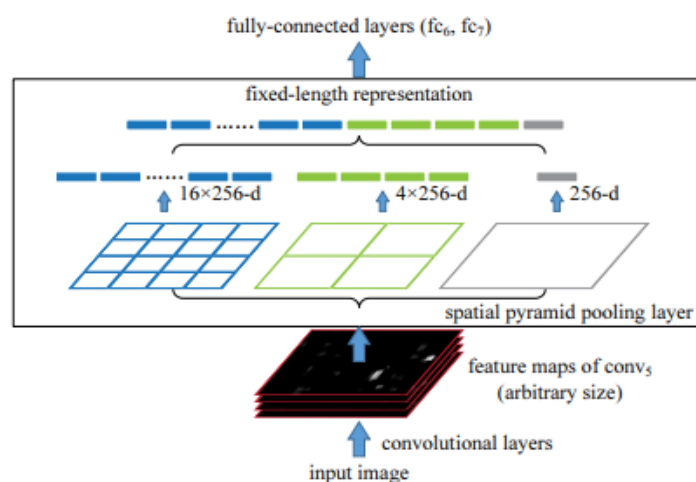 fully-connected layers (fc₆, fc₇)
fixed-length representation
......
......
16×256-d
4×256-d
256-d
spatial pyramid pooling layer
feature maps of conv₅
(arbitrary size)
convolutional layers
input image